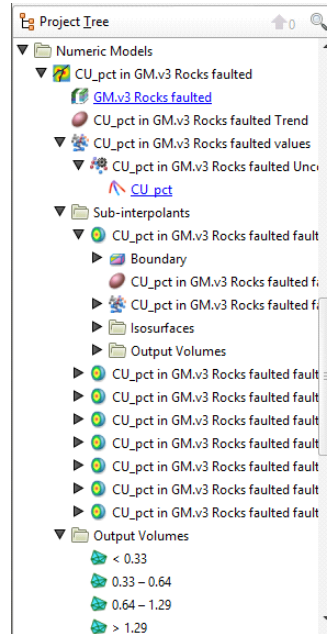 Project Tree 0
Numeric Models
CU_pct in GM.v3 Rocks faulted
GM.v3 Rocks faulted
CU_pct in GM.v3 Rocks faulted Trend
CU_pct in GM.v3 Rocks faulted values
CU_pct in GM.v3 Rocks faulted Unco
CU_pct
Sub-interpolants
CU_pct in GM.v3 Rocks faulted fault
Boundary
CU_pct in GM.v3 Rocks faulted fa
CU_pct in GM.v3 Rocks faulted fa
Isosurfaces
Output Volumes
CU_pct in GM.v3 Rocks faulted fault
CU_pct in GM.v3 Rocks faulted fault
CU_pct in GM.v3 Rocks faulted fault
CU_pct in GM.v3 Rocks faulted fault
CU_pct in GM.v3 Rocks faulted fault
CU_pct in GM.v3 Rocks faulted fault
CU_pct in GM.v3 Rocks faulted fault
Output Volumes
< 0.33
0.33 – 0.64
0.64 – 1.29
> 1.29